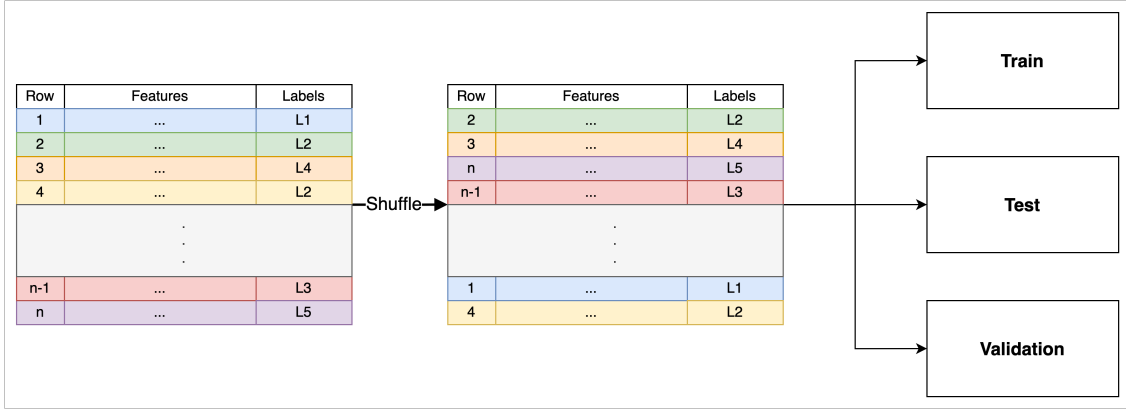 Row Features Labels
1 ... L1
2 ... L2
3 ... L4
4 ... L2
.
.
.
n-1 ... L3
n ... L5
Shuffle
Row Features Labels
2 ... L2
3 ... L4
n ... L5
n-1 ... L3
.
.
.
1 ... L1
4 ... L2
Train
Test
Validation